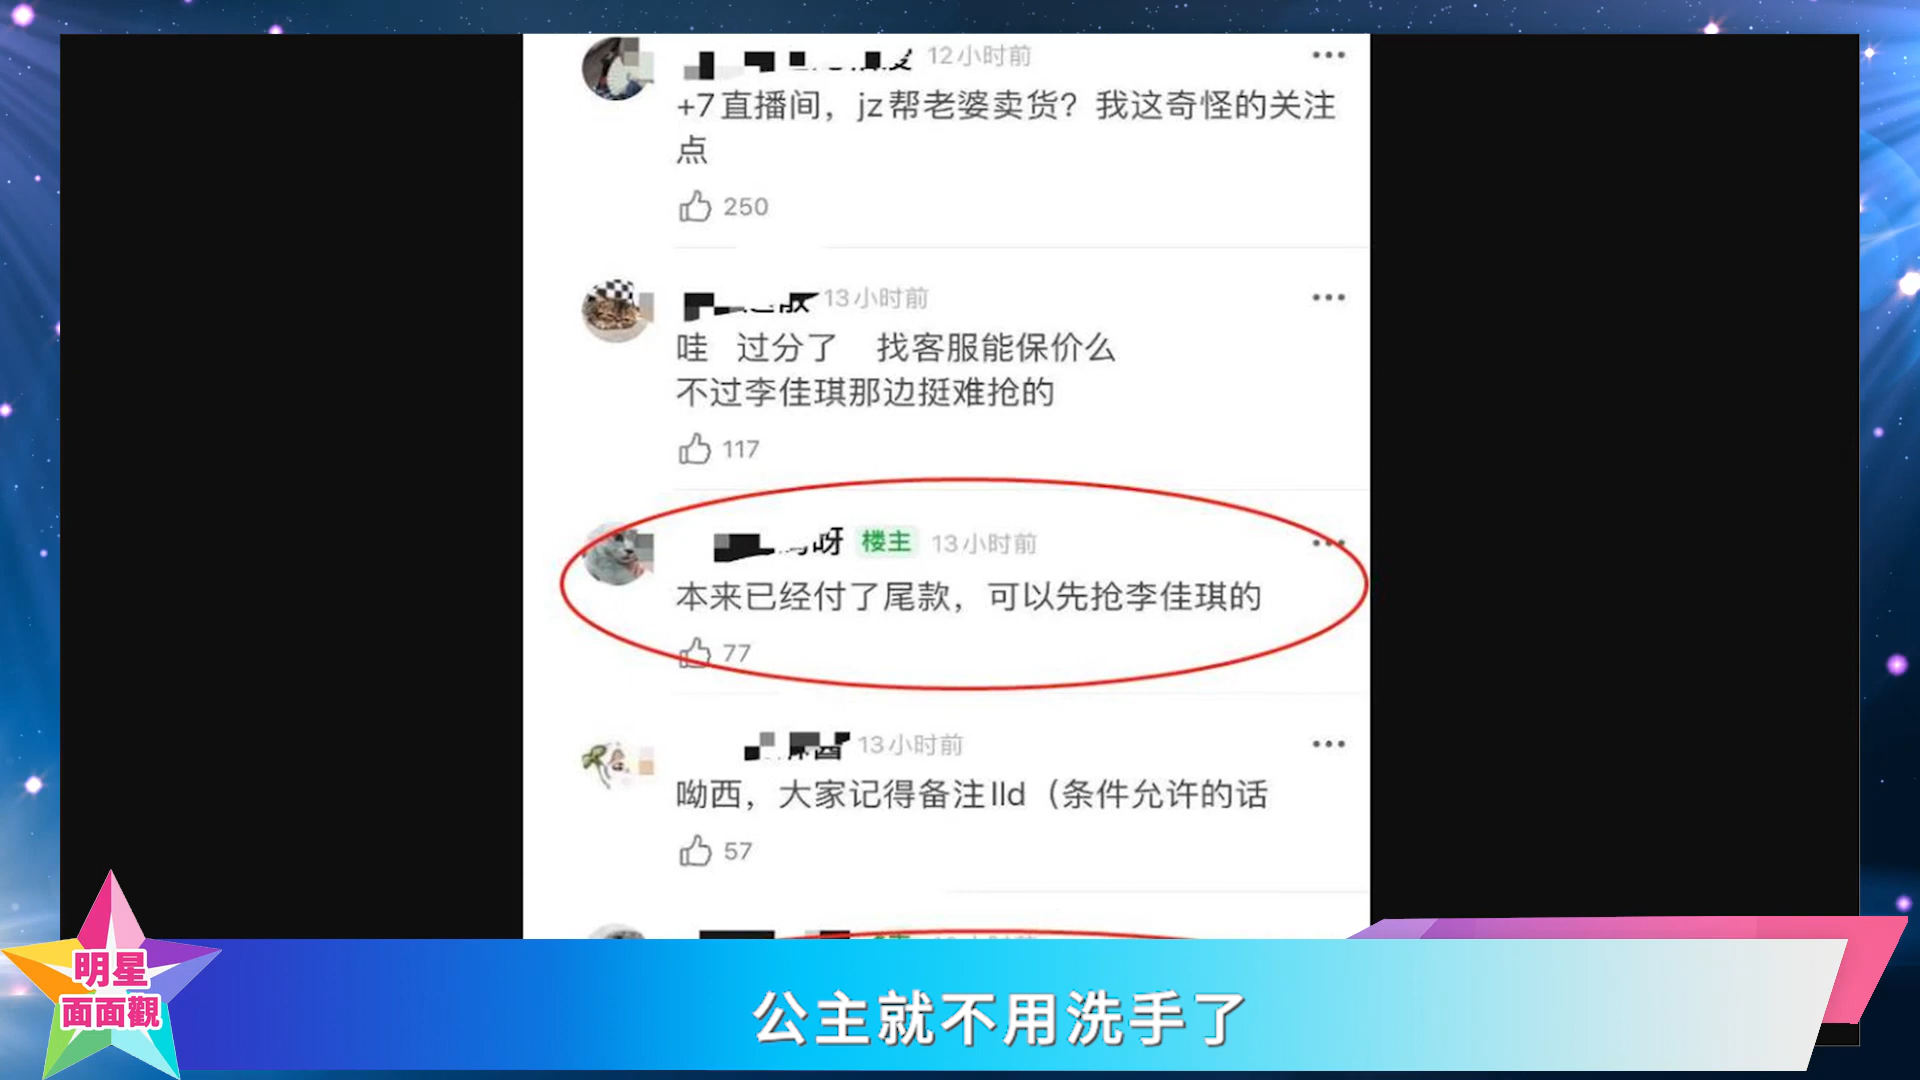 12小时前
+7直播间，jz帮老婆卖货？我这奇怪的关注
点
250
13小时前
哇 过分了 找客服能保价么
不过李佳琪那边挺难抢的
117
呀 楼主 13小时前
本来已经付了尾款，可以先抢李佳琪的
77
13小时前
呦西，大家记得备注lld（条件允许的话
57
明星
面面觀
公主就不用洗手了